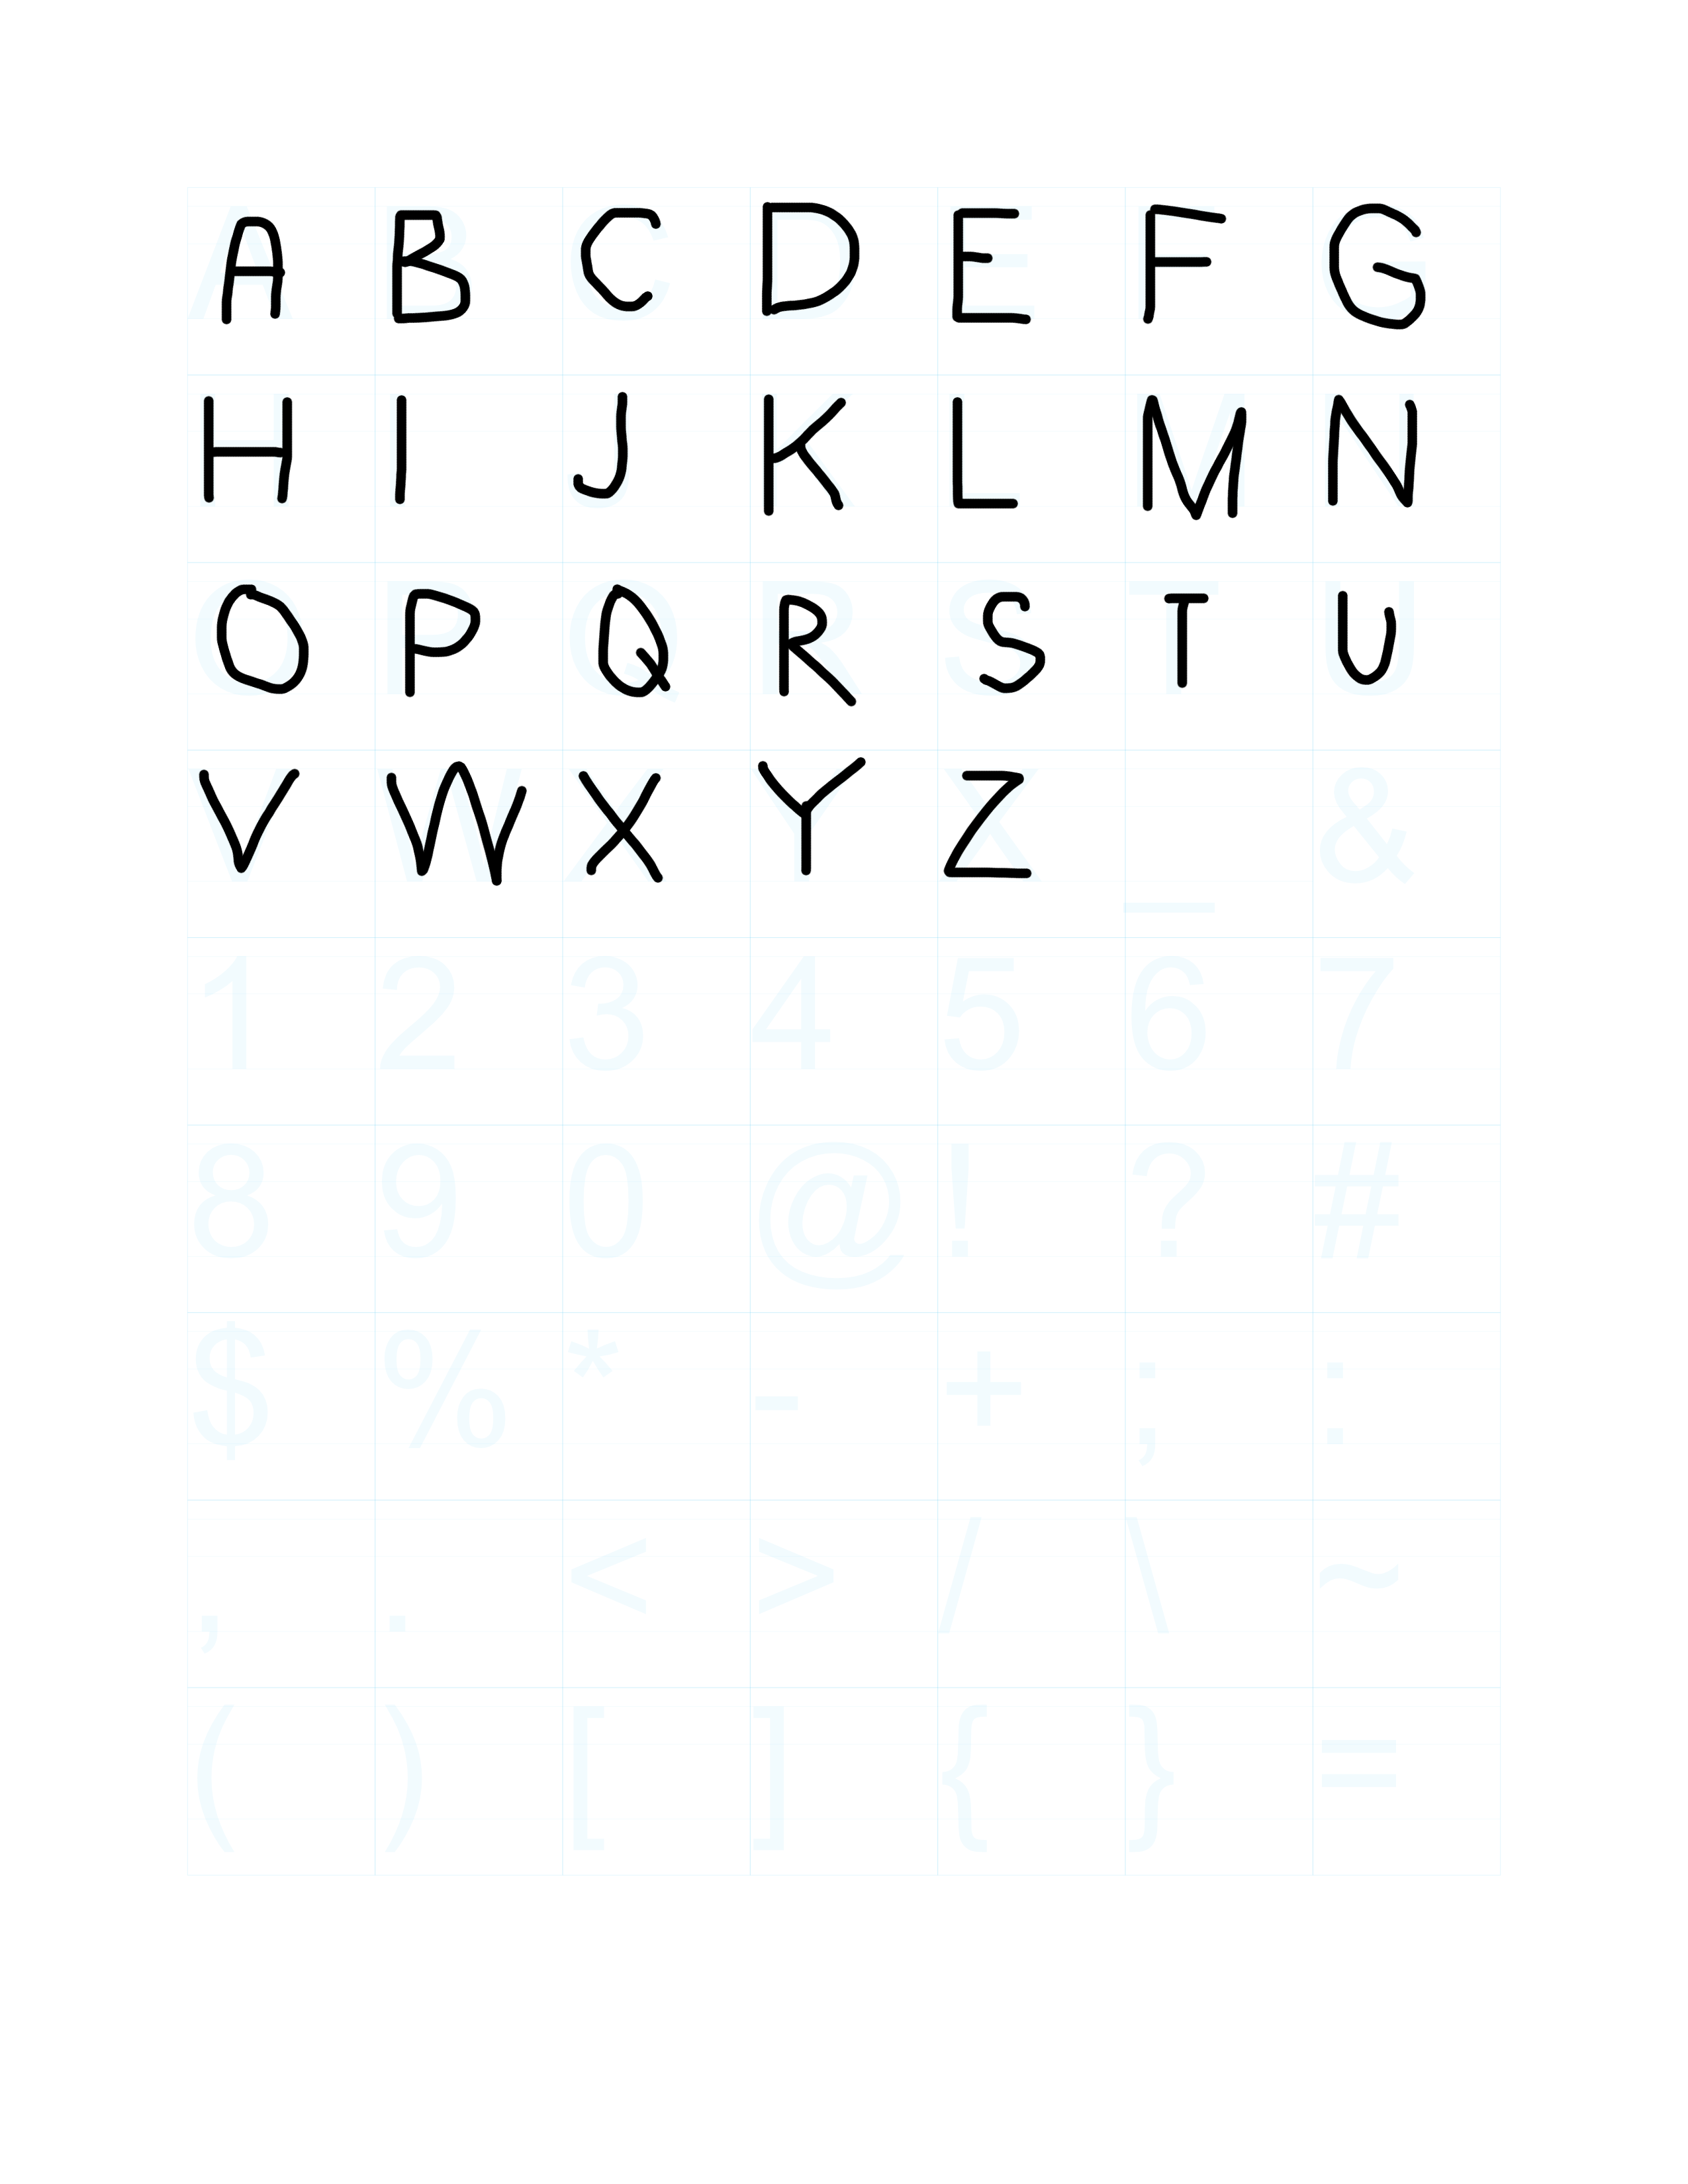 A B C D E F G
H I J K L M N
O P Q R S T U
V W X Y Z _ &
1 2 3 4 5 6 7
8 9 0 @ ! ? #
$ % * - + ; :
, . < > / \ ~
( ) [ ] { } =